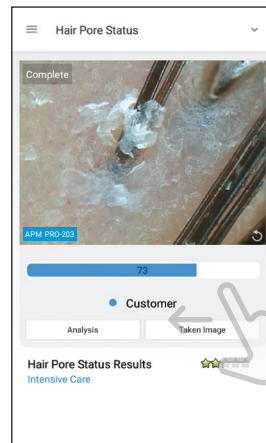 Hair Pore Status
Complete
APM PRO-203
73
Customer
Analysis
Taken Image
Hair Pore Status Results
Intensive Care